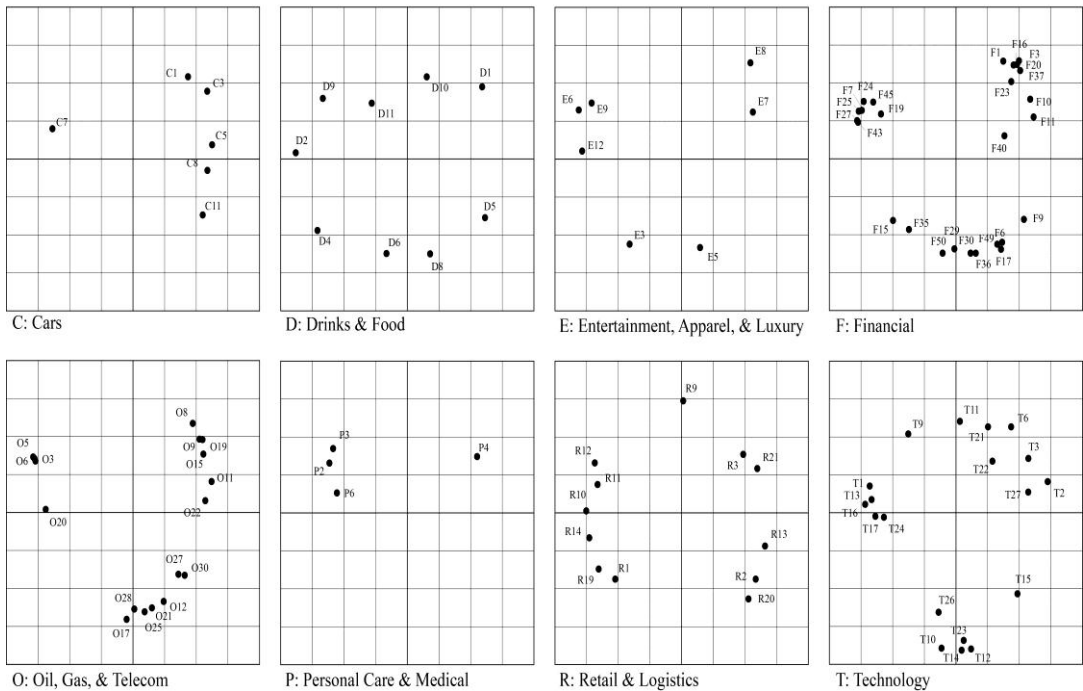 C1
C3
C7
C5
C8
C11
C: Cars
D10
D1
D9
D11
D2
D5
D4
D6
D8
D: Drinks & Food
E8
E6
E9
E7
E12
E3
E5
E: Entertainment, Apparel, & Luxury
F16
F1
F3
F20
F37
F23
F7
F24
F45
F25
F19
F10
F27
F11
F43
F40
F15
F35
F9
F29
F6
F50
F30
F49
F36
F17
F: Financial
O8
O5
O9
O19
O6
O3
O15
O11
O22
O20
O27
O30
O28
O12
O21
O17
O25
O: Oil, Gas, & Telecom
P3
P4
P2
P6
P: Personal Care & Medical
R9
R12
R3
R21
R11
R10
R14
R13
R19
R1
R2
R20
R: Retail & Logistics
T11
T6
T9
T21
T3
T22
T1
T2
T13
T27
T16
T17
T24
T15
T26
T23
T10
T14
T12
T: Technology